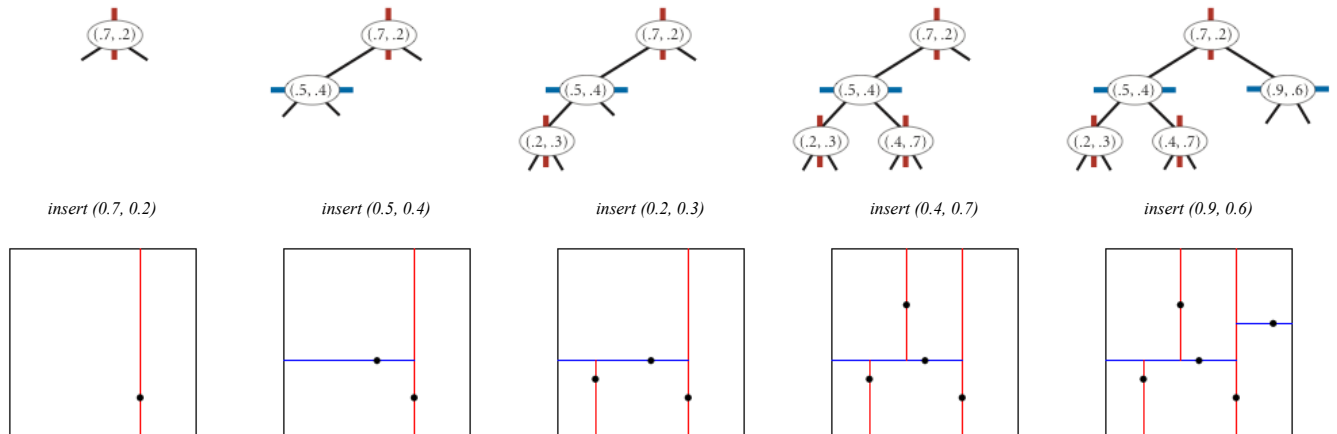 (.7, .2)
(.7, .2)
(.5, .4)
(.7, .2)
(.5, .4)
(.2, .3)
(.7, .2)
(.5, .4)
(.2, .3) (.4, .7)
(.7, .2)
(.5, .4) (.9, .6)
(.2, .3) (.4, .7)
insert (0.7, 0.2)
insert (0.5, 0.4)
insert (0.2, 0.3)
insert (0.4, 0.7)
insert (0.9, 0.6)